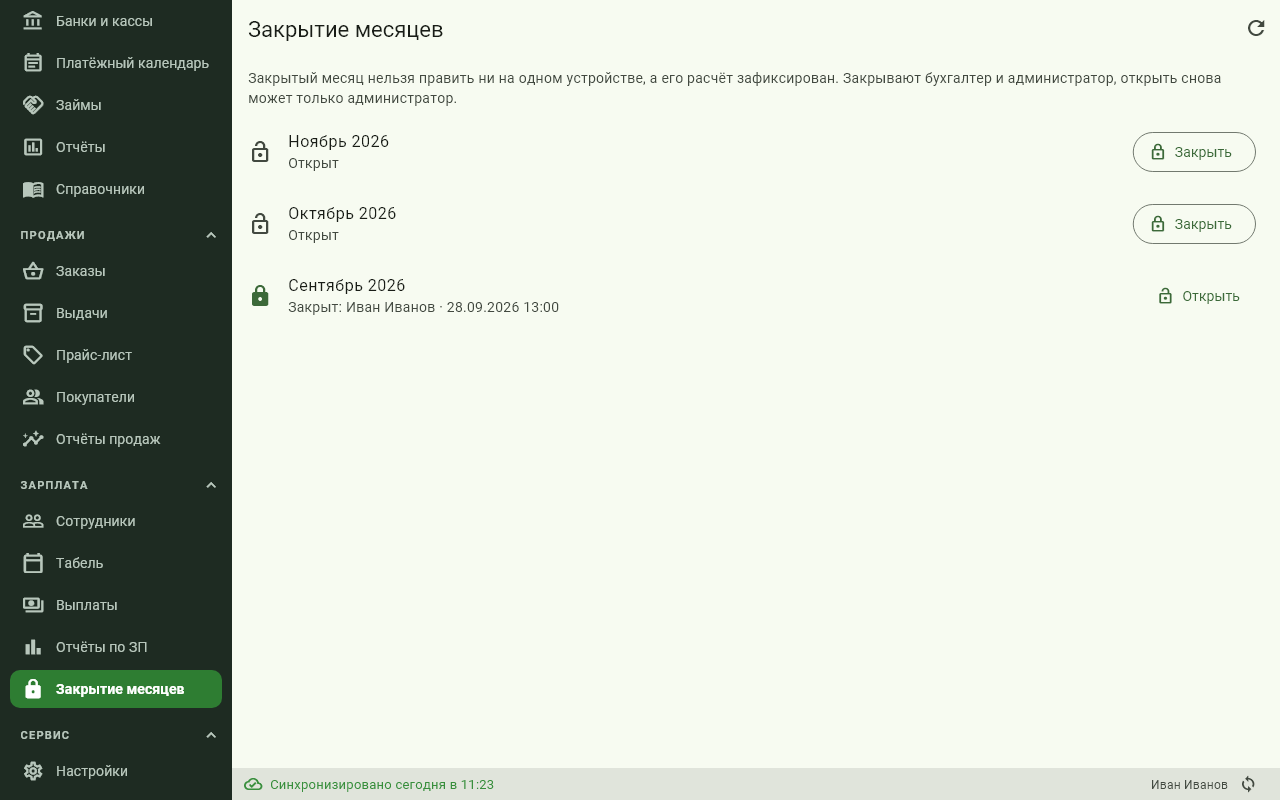 Банки и кассы
Платёжный календарь
Займы
Отчёты
Справочники
ПРОДАЖИ
Заказы
Выдачи
Прайс-лист
Покупатели
Отчёты продаж
ЗАРПЛАТА
Сотрудники
Табель
Выплаты
Отчёты по ЗП
Закрытие месяцев
СЕРВИС
Настройки
Закрытие месяцев
Закрытый месяц нельзя править ни на одном устройстве, а его расчёт зафиксирован. Закрывают бухгалтер и администратор, открыть снова
может только администратор.
Ноябрь 2026
Открыт
Закрыть
Октябрь 2026
Открыт
Закрыть
Сентябрь 2026
Закрыт: Иван Иванов · 28.09.2026 13:00
Открыть
Синхронизировано сегодня в 11:23
Иван Иванов